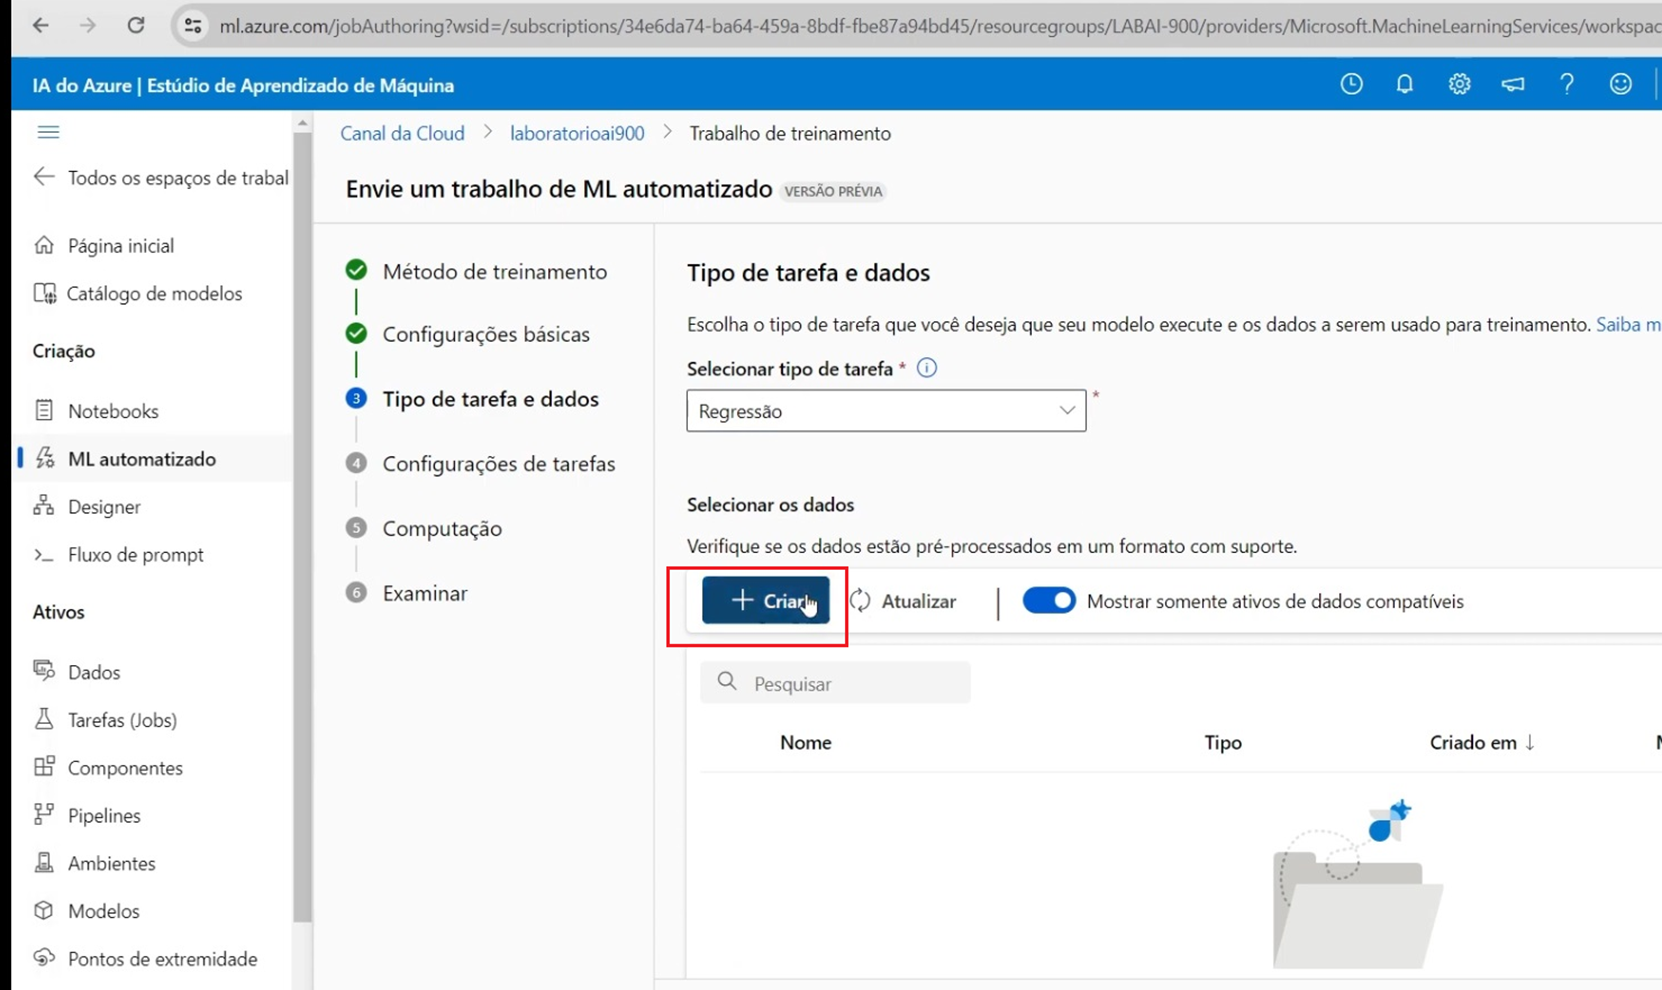 ml.azure.com/jobAuthoring?wsid=/subscriptions/34e6da74-ba64-459a-8bdf-fbe87a94bd45/resourcegroups/LABAI-900/providers/Microsoft.MachineLearningServices/workspac
IA do Azure | Estúdio de Aprendizado de Máquina
Todos os espaços de trabal
Página inicial
Catálogo de modelos
Criação
Notebooks
ML automatizado
Designer
Fluxo de prompt
Ativos
Dados
Tarefas (Jobs)
Componentes
Pipelines
Ambientes
Modelos
Pontos de extremidade
Canal da Cloud > laboratorioai900 > Trabalho de treinamento
Envie um trabalho de ML automatizado VERSÃO PRÉVIA
Método de treinamento
Configurações básicas
3 Tipo de tarefa e dados
4 Configurações de tarefas
5 Computação
6 Examinar
Tipo de tarefa e dados
Escolha o tipo de tarefa que você deseja que seu modelo execute e os dados a serem usado para treinamento. Saiba m
Selecionar tipo de tarefa *
Regressão *
Selecionar os dados
Verifique se os dados estão pré-processados em um formato com suporte.
+ Criar Atualizar | Mostrar somente ativos de dados compatíveis
Pesquisar
Nome Tipo Criado em ↓